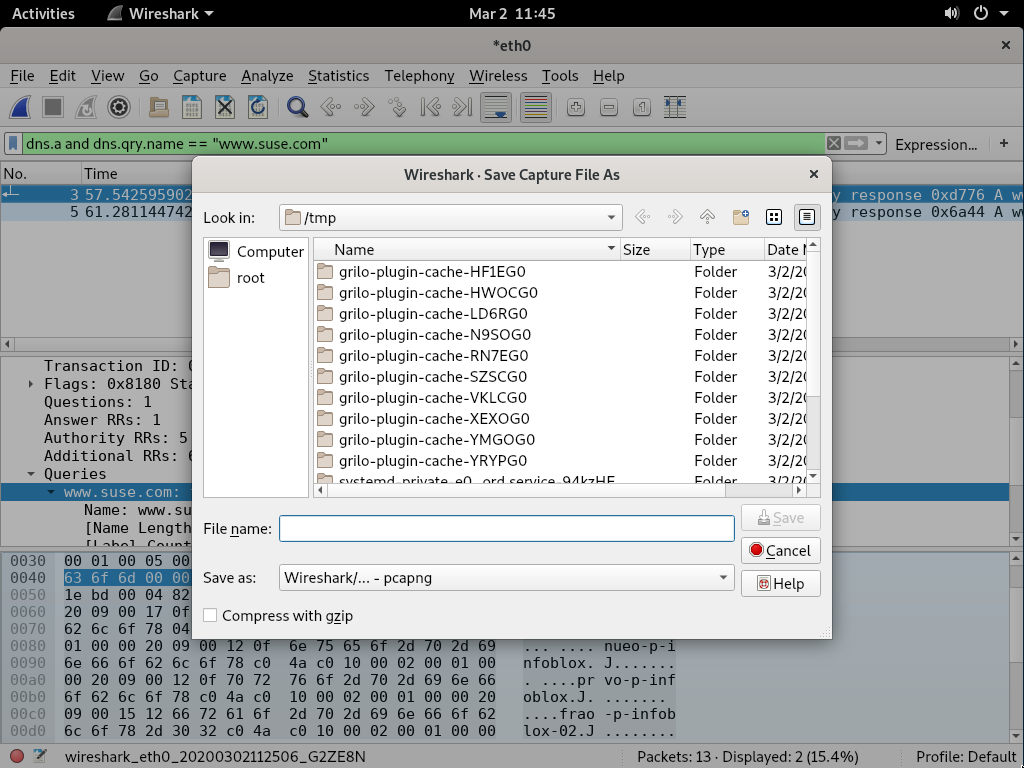 Activities Wireshark Mar 2 11:45
*eth0
File Edit View Go Capture Analyze Statistics Telephony Wireless Tools Help
dns.a and dns.qry.name == "www.suse.com" Expression… +
No. Time
3 57.542595902 y response 0xd776 A w
5 61.281144742 y response 0x6a44 A w
Wireshark · Save Capture File As
Look in: /tmp
Computer
root
Name Size Type Date M
grilo-plugin-cache-HF1EG0 Folder 3/2/20
grilo-plugin-cache-HWOCG0 Folder 3/2/20
grilo-plugin-cache-LD6RG0 Folder 3/2/20
grilo-plugin-cache-N9SOG0 Folder 3/2/20
grilo-plugin-cache-RN7EG0 Folder 3/2/20
grilo-plugin-cache-SZSCG0 Folder 3/2/20
grilo-plugin-cache-VKLCG0 Folder 3/2/20
grilo-plugin-cache-XEXOG0 Folder 3/2/20
grilo-plugin-cache-YMGOG0 Folder 3/2/20
grilo-plugin-cache-YRYPG0 Folder 3/2/20
File name: Save
Cancel
Save as: Wireshark/... - pcapng Help
Compress with gzip
Transaction ID: 0
Flags: 0x8180 Sta
Questions: 1
Answer RRs: 1
Authority RRs: 5
Additional RRs: 6
Queries
www.suse.com:
Name: www.su
[Name Length
[Label Count
0030 00 01 00 05 00
0040 63 6f 6d 00 00
0050 1e bd 00 04 82
0060 20 09 00 17 0f
0070 62 6c 6f 78 04
0080 01 00 00 20 09 00 12 0f 6e 75 65 6f 2d 70 2d 69 ... .... nueo-p-i
0090 6e 66 6f 62 6c 6f 78 c0 4a c0 10 00 02 00 01 00 nfoblox. J.......
00a0 00 20 09 00 12 0f 70 72 76 6f 2d 70 2d 69 6e 66 . ....pr vo-p-inf
00b0 6f 62 6c 6f 78 c0 4a c0 10 00 02 00 01 00 00 20 oblox.J. .......
00c0 09 00 15 12 66 72 61 6f 2d 70 2d 69 6e 66 6f 62 ....frao -p-infob
00d0 6c 6f 78 2d 30 32 c0 4a c0 10 00 02 00 01 00 00 lox-02.J ........
wireshark_eth0_20200302112506_G2ZE8N Packets: 13 · Displayed: 2 (15.4%) Profile: Default